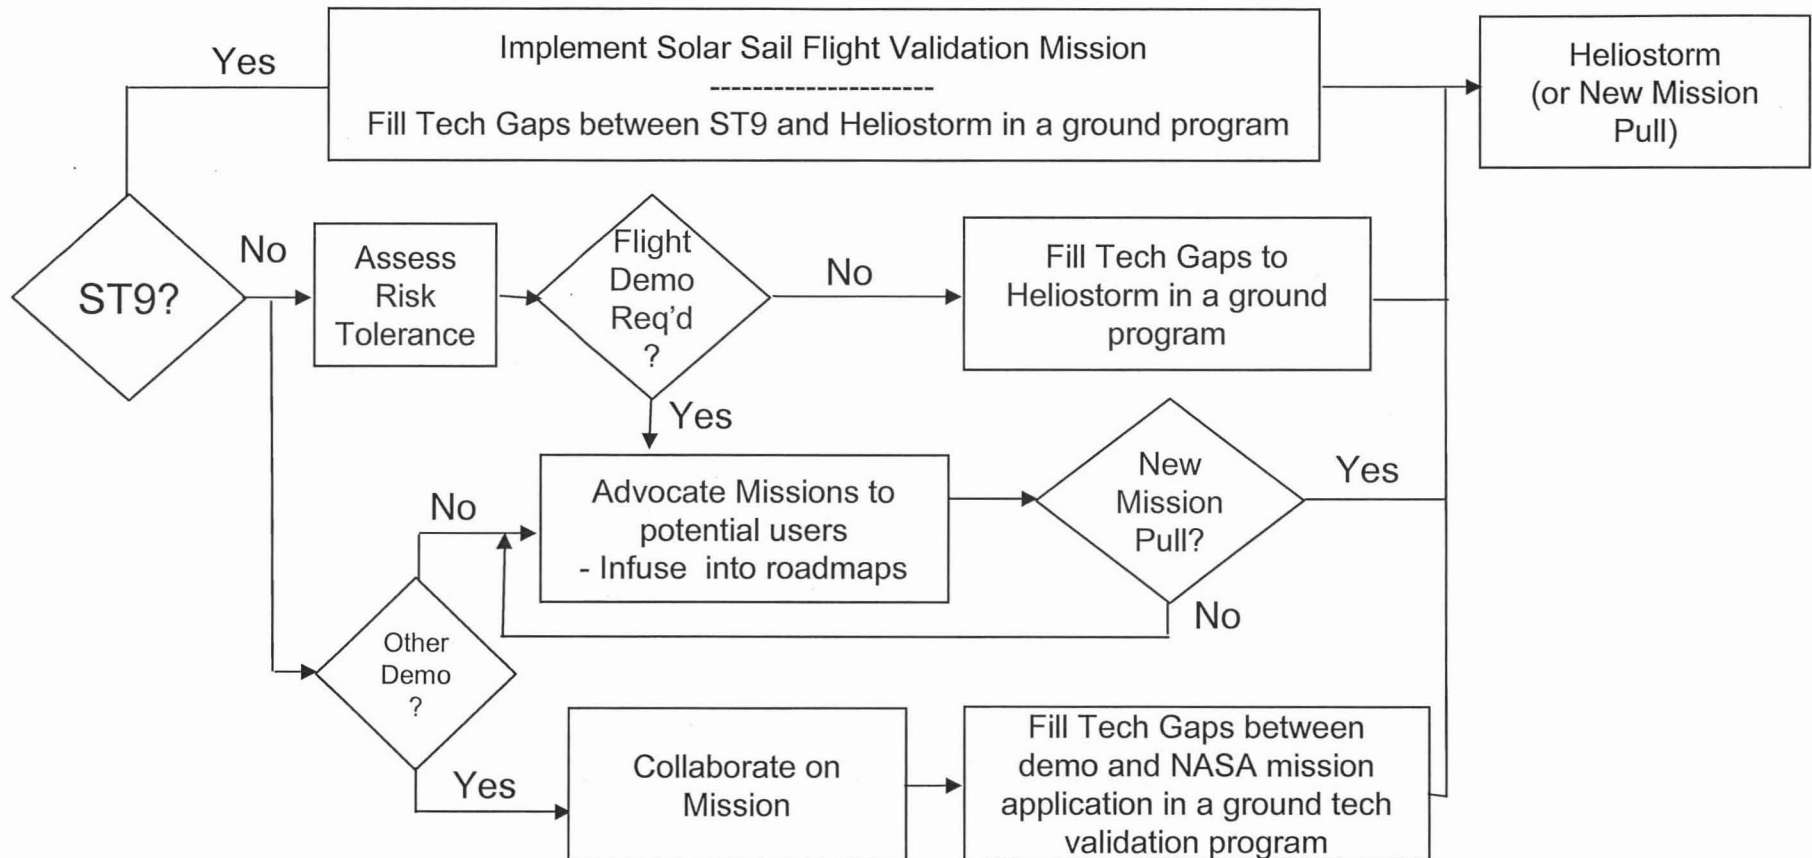 Yes
Implement Solar Sail Flight Validation Mission
---------------------
Fill Tech Gaps between ST9 and Heliostorm in a ground program
Heliostorm
(or New Mission
Pull)
ST9?
No
Assess
Risk
Tolerance
Flight
Demo
Req'd
?
No
Fill Tech Gaps to
Heliostorm in a ground
program
Yes
Advocate Missions to
potential users
- Infuse into roadmaps
New
Mission
Pull?
Yes
No
No
Other
Demo
?
Yes
Collaborate on
Mission
Fill Tech Gaps between
demo and NASA mission
application in a ground tech
validation program